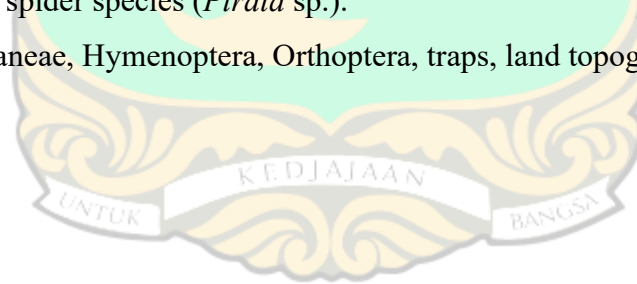 spider species (Pirata sp.).
aneae, Hymenoptera, Orthoptera, traps, land topog
KEDJAJAAN
UNTUK BANGSA